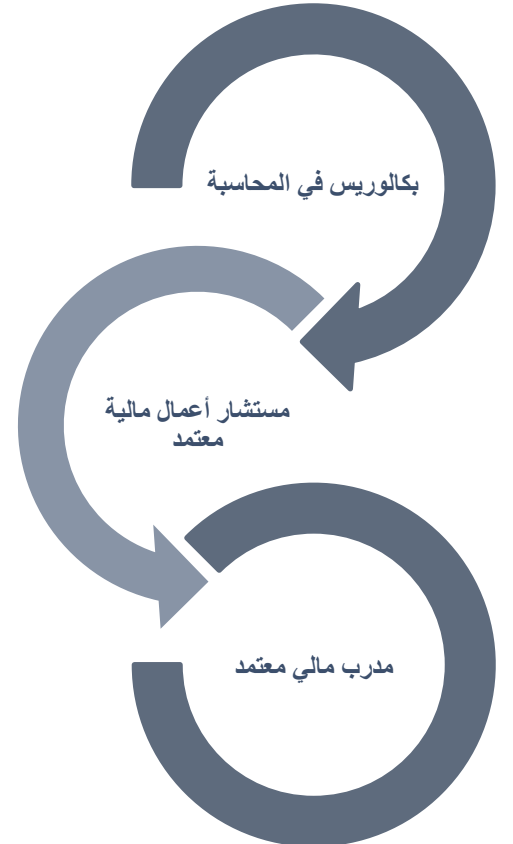 بكالوريس في المحاسبة
مستشار أعمال مالية
معتمد
مدرب مالي معتمد